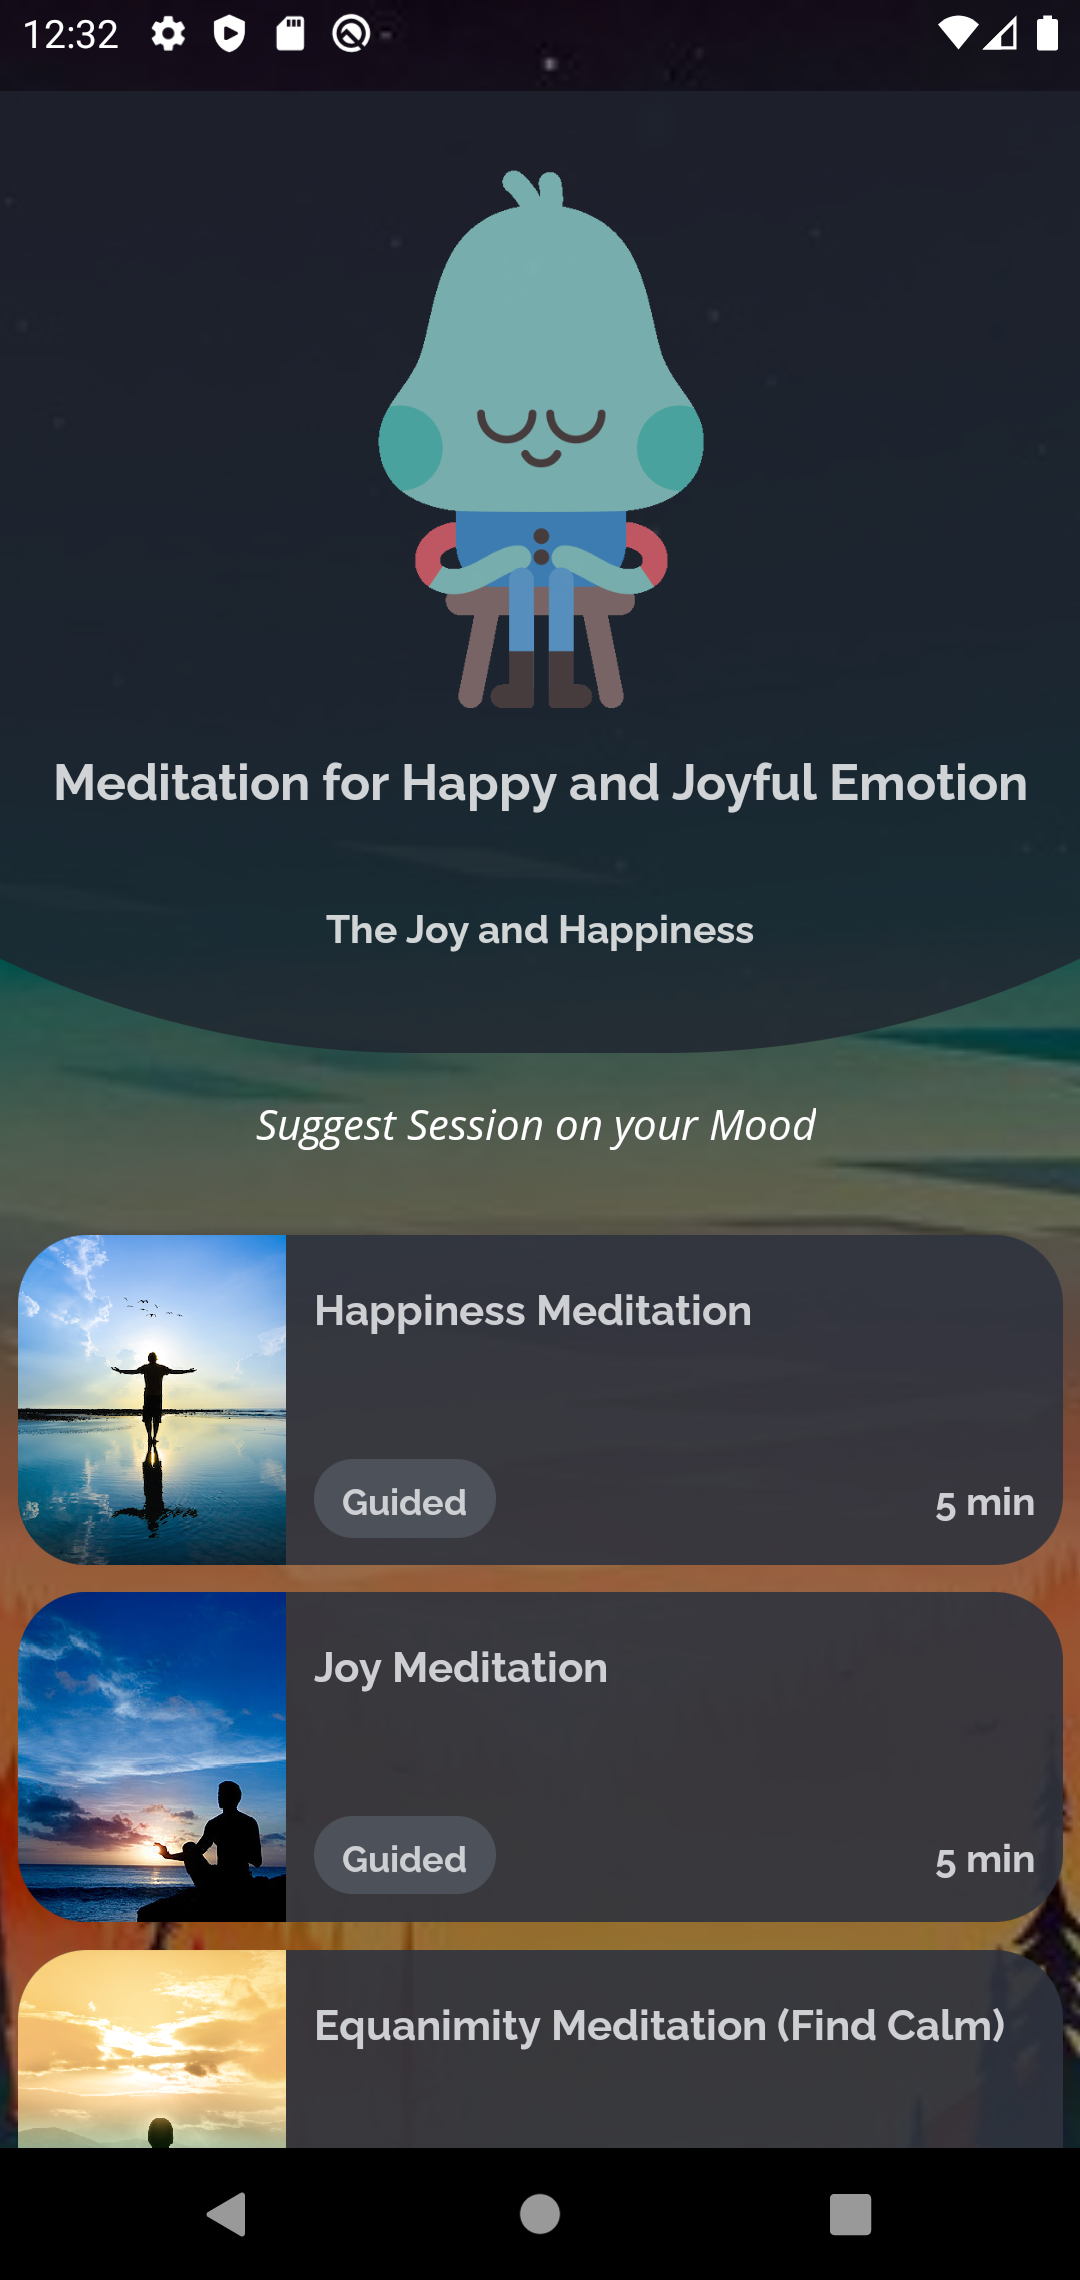 12:32
Meditation for Happy and Joyful Emotion
The Joy and Happiness
Suggest Session on your Mood
Happiness Meditation
Guided
5 min
Joy Meditation
Guided
5 min
Equanimity Meditation (Find Calm)